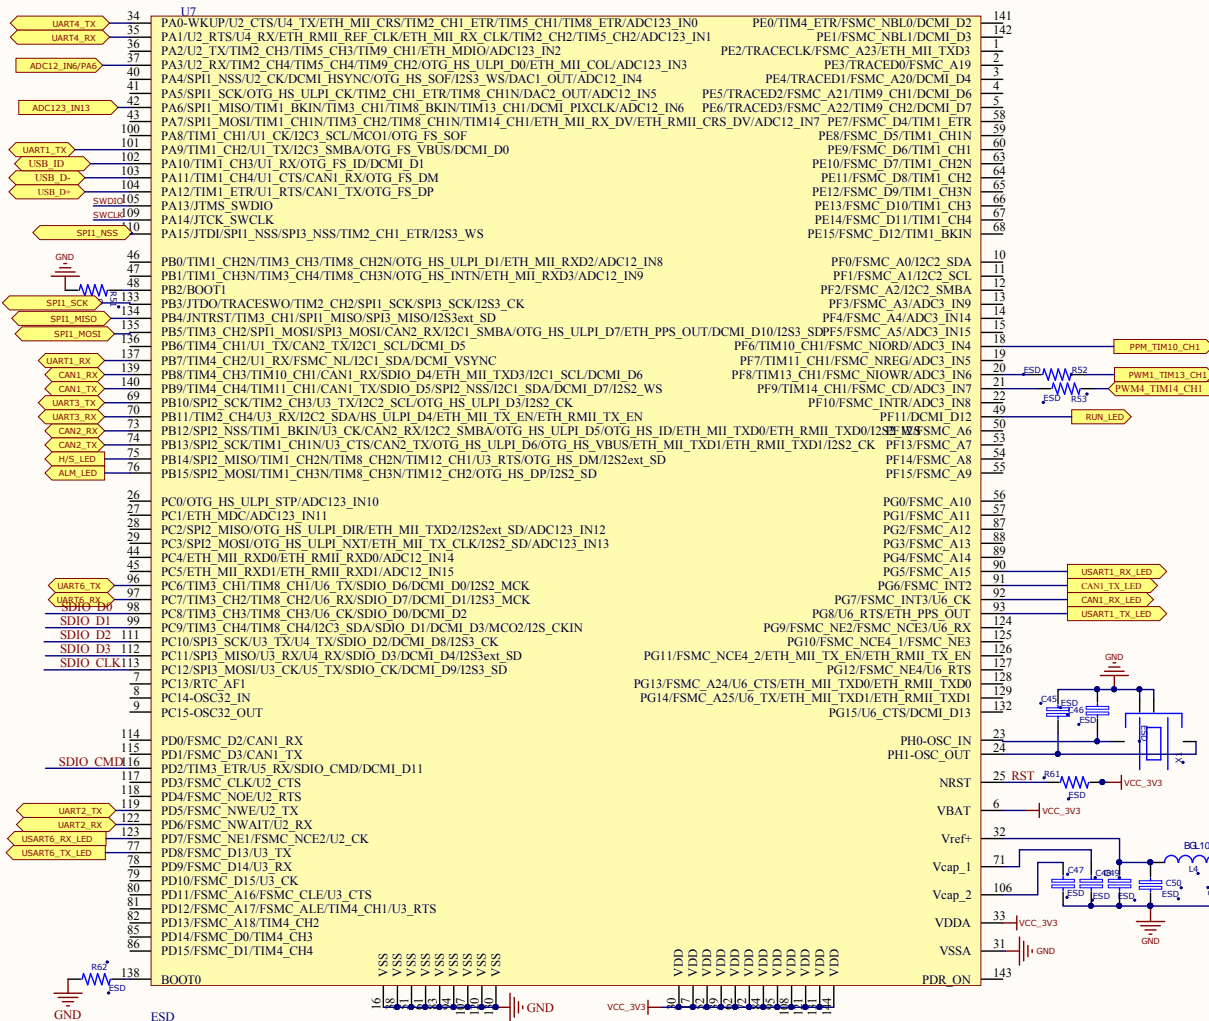 U7
UART4_TX 34 PA0-WKUP/U2_CTS/U4_TX/ETH_MII_CRS/TIM2_CH1_ETR/TIM5_CH1/TIM8_ETR/ADC123_IN0
UART4_RX 35 PA1/U2_RTS/U4_RX/ETH_RMII_REF_CLK/ETH_MII_RX_CLK/TIM2_CH2/TIM5_CH2/ADC123_IN1
36 PA2/U2_TX/TIM2_CH3/TIM5_CH3/TIM9_CH1/ETH_MDIO/ADC123_IN2
ADC12_IN6/PA6 37 PA3/U2_RX/TIM2_CH4/TIM5_CH4/TIM9_CH2/OTG_HS_ULPI_D0/ETH_MII_COL/ADC123_IN3
40 PA4/SPI1_NSS/U2_CK/DCMI_HSYNC/OTG_HS_SOF/I2S3_WS/DAC1_OUT/ADC12_IN4
41 PA5/SPI1_SCK/OTG_HS_ULPI_CK/TIM2_CH1_ETR/TIM8_CH1N/DAC2_OUT/ADC12_IN5
ADC123_IN13 42 PA6/SPI1_MISO/TIM1_BKIN/TIM3_CH1/TIM8_BKIN/TIM13_CH1/DCMI_PIXCLK/ADC12_IN6
43 PA7/SPI1_MOSI/TIM1_CH1N/TIM3_CH2/TIM8_CH1N/TIM14_CH1/ETH_MII_RX_DV/ETH_RMII_CRS_DV/ADC12_IN7
100 PA8/TIM1_CH1/U1_CK/I2C3_SCL/MCO1/OTG_FS_SOF
UART1_TX 101 PA9/TIM1_CH2/U1_TX/I2C3_SMBA/OTG_FS_VBUS/DCMI_D0
USB_ID 102 PA10/TIM1_CH3/U1_RX/OTG_FS_ID/DCMI_D1
USB_D- 103 PA11/TIM1_CH4/U1_CTS/CAN1_RX/OTG_FS_DM
USB_D+ 104 PA12/TIM1_ETR/U1_RTS/CAN1_TX/OTG_FS_DP
SWDIO 105 PA13/JTMS_SWDIO
SWCLK 109 PA14/JTCK_SWCLK
SPI1_NSS 110 PA15/JTDI/SPI1_NSS/SPI3_NSS/TIM2_CH1_ETR/I2S3_WS
GND
46 PB0/TIM1_CH2N/TIM3_CH3/TIM8_CH2N/OTG_HS_ULPI_D1/ETH_MII_RXD2/ADC12_IN8
47 PB1/TIM1_CH3N/TIM3_CH4/TIM8_CH3N/OTG_HS_INTN/ETH_MII_RXD3/ADC12_IN9
48 PB2/BOOT1
SPI1_SCK 133 PB3/JTDO/TRACESWO/TIM2_CH2/SPI1_SCK/SPI3_SCK/I2S3_CK
SPI1_MISO 134 PB4/JNTRST/TIM3_CH1/SPI1_MISO/SPI3_MISO/I2S3ext_SD
SPI1_MOSI 135 PB5/TIM3_CH2/SPI1_MOSI/SPI3_MOSI/CAN2_RX/I2C1_SMBA/OTG_HS_ULPI_D7/ETH_PPS_OUT/DCMI_D10/I2S3_SD
136 PB6/TIM4_CH1/U1_TX/CAN2_TX/I2C1_SCL/DCMI_D5
UART1_RX 137 PB7/TIM4_CH2/U1_RX/FSMC_NL/I2C1_SDA/DCMI_VSYNC
CAN1_RX 139 PB8/TIM4_CH3/TIM10_CH1/CAN1_RX/SDIO_D4/ETH_MII_TXD3/I2C1_SCL/DCMI_D6
CAN1_TX 140 PB9/TIM4_CH4/TIM11_CH1/CAN1_TX/SDIO_D5/SPI2_NSS/I2C1_SDA/DCMI_D7/I2S2_WS
UART3_TX 69 PB10/SPI2_SCK/TIM2_CH3/U3_TX/I2C2_SCL/OTG_HS_ULPI_D3/I2S2_CK
UART3_RX 70 PB11/TIM2_CH4/U3_RX/I2C2_SDA/HS_ULPI_D4/ETH_MII_TX_EN/ETH_RMII_TX_EN
CAN2_RX 73 PB12/SPI2_NSS/TIM1_BKIN/U3_CK/CAN2_RX/I2C2_SMBA/OTG_HS_ULPI_D5/OTG_HS_ID/ETH_MII_TXD0/ETH_RMII_TXD0/I2S2_WS
CAN2_TX 74 PB13/SPI2_SCK/TIM1_CH1N/U3_CTS/CAN2_TX/OTG_HS_ULPI_D6/OTG_HS_VBUS/ETH_MII_TXD1/ETH_RMII_TXD1/I2S2_CK
H/S_LED 75 PB14/SPI2_MISO/TIM1_CH2N/TIM8_CH2N/TIM12_CH1/U3_RTS/OTG_HS_DM/I2S2ext_SD
ALM_LED 76 PB15/SPI2_MOSI/TIM1_CH3N/TIM8_CH3N/TIM12_CH2/OTG_HS_DP/I2S2_SD
26 PC0/OTG_HS_ULPI_STP/ADC123_IN10
27 PC1/ETH_MDC/ADC123_IN11
28 PC2/SPI2_MISO/OTG_HS_ULPI_DIR/ETH_MII_TXD2/I2S2ext_SD/ADC123_IN12
29 PC3/SPI2_MOSI/OTG_HS_ULPI_NXT/ETH_MII_TX_CLK/I2S2_SD/ADC123_IN13
44 PC4/ETH_MII_RXD0/ETH_RMII_RXD0/ADC12_IN14
45 PC5/ETH_MII_RXD1/ETH_RMII_RXD1/ADC12_IN15
UART6_TX 96 PC6/TIM3_CH1/TIM8_CH1/U6_TX/SDIO_D6/DCMI_D0/I2S2_MCK
UART6_RX 97 PC7/TIM3_CH2/TIM8_CH2/U6_RX/SDIO_D7/DCMI_D1/I2S3_MCK
SDIO_D0 98 PC8/TIM3_CH3/TIM8_CH3/U6_CK/SDIO_D0/DCMI_D2
SDIO_D1 99 PC9/TIM3_CH4/TIM8_CH4/I2C3_SDA/SDIO_D1/DCMI_D3/MCO2/I2S_CKIN
SDIO_D2 111 PC10/SPI3_SCK/U3_TX/U4_TX/SDIO_D2/DCMI_D8/I2S3_CK
SDIO_D3 112 PC11/SPI3_MISO/U3_RX/U4_RX/SDIO_D3/DCMI_D4/I2S3ext_SD
SDIO_CLK 113 PC12/SPI3_MOSI/U3_CK/U5_TX/SDIO_CK/DCMI_D9/I2S3_SD
7 PC13/RTC_AF1
8 PC14-OSC32_IN
9 PC15-OSC32_OUT
114 PD0/FSMC_D2/CAN1_RX
115 PD1/FSMC_D3/CAN1_TX
SDIO_CMD 116 PD2/TIM3_ETR/U5_RX/SDIO_CMD/DCMI_D11
117 PD3/FSMC_CLK/U2_CTS
118 PD4/FSMC_NOE/U2_RTS
UART2_TX 119 PD5/FSMC_NWE/U2_TX
UART2_RX 122 PD6/FSMC_NWAIT/U2_RX
USART6_RX_LED 123 PD7/FSMC_NE1/FSMC_NCE2/U2_CK
USART6_TX_LED 77 PD8/FSMC_D13/U3_TX
78 PD9/FSMC_D14/U3_RX
79 PD10/FSMC_D15/U3_CK
80 PD11/FSMC_A16/FSMC_CLE/U3_CTS
81 PD12/FSMC_A17/FSMC_ALE/TIM4_CH1/U3_RTS
82 PD13/FSMC_A18/TIM4_CH2
85 PD14/FSMC_D0/TIM4_CH3
86 PD15/FSMC_D1/TIM4_CH4
R62 ESD 138 BOOT0
GND
ESD
PE0/TIM4_ETR/FSMC_NBL0/DCMI_D2 141
PE1/FSMC_NBL1/DCMI_D3 142
PE2/TRACECLK/FSMC_A23/ETH_MII_TXD3 1
PE3/TRACED0/FSMC_A19 2
PE4/TRACED1/FSMC_A20/DCMI_D4 3
PE5/TRACED2/FSMC_A21/TIM9_CH1/DCMI_D6 4
PE6/TRACED3/FSMC_A22/TIM9_CH2/DCMI_D7 5
PE7/FSMC_D4/TIM1_ETR 58
PE8/FSMC_D5/TIM1_CH1N 59
PE9/FSMC_D6/TIM1_CH1 60
PE10/FSMC_D7/TIM1_CH2N 63
PE11/FSMC_D8/TIM1_CH2 64
PE12/FSMC_D9/TIM1_CH3N 65
PE13/FSMC_D10/TIM1_CH3 66
PE14/FSMC_D11/TIM1_CH4 67
PE15/FSMC_D12/TIM1_BKIN 68
PF0/FSMC_A0/I2C2_SDA 10
PF1/FSMC_A1/I2C2_SCL 11
PF2/FSMC_A2/I2C2_SMBA 12
PF3/FSMC_A3/ADC3_IN9 13
PF4/FSMC_A4/ADC3_IN14 14
PF5/FSMC_A5/ADC3_IN15 15
PF6/TIM10_CH1/FSMC_NIORD/ADC3_IN4 18 PPM_TIM10_CH1
PF7/TIM11_CH1/FSMC_NREG/ADC3_IN5 19
PF8/TIM13_CH1/FSMC_NIOWR/ADC3_IN6 20 ESD R52 PWM1_TIM13_CH1
PF9/TIM14_CH1/FSMC_CD/ADC3_IN7 21 ESD R53 PWM4_TIM14_CH1
PF10/FSMC_INTR/ADC3_IN8 22
PF11/DCMI_D12 49 RUN_LED
PF12/FSMC_A6 50
PF13/FSMC_A7 53
PF14/FSMC_A8 54
PF15/FSMC_A9 55
PG0/FSMC_A10 56
PG1/FSMC_A11 57
PG2/FSMC_A12 87
PG3/FSMC_A13 88
PG4/FSMC_A14 89
PG5/FSMC_A15 90 USART1_RX_LED
PG6/FSMC_INT2 91 CAN1_TX_LED
PG7/FSMC_INT3/U6_CK 92 CAN1_RX_LED
PG8/U6_RTS/ETH_PPS_OUT 93 USART1_TX_LED
PG9/FSMC_NE2/FSMC_NCE3/U6_RX 124
PG10/FSMC_NCE4_1/FSMC_NE3 125
PG11/FSMC_NCE4_2/ETH_MII_TX_EN/ETH_RMII_TX_EN 126
PG12/FSMC_NE4/U6_RTS 127
PG13/FSMC_A24/U6_CTS/ETH_MII_TXD0/ETH_RMII_TXD0 128
PG14/FSMC_A25/U6_TX/ETH_MII_TXD1/ETH_RMII_TXD1 129
PG15/U6_CTS/DCMI_D13 132
GND
C45 ESD C46 ESD X1
PH0-OSC_IN 23
PH1-OSC_OUT 24
NRST 25 RST R61 ESD VCC_3V3
VBAT 6 VCC_3V3
Vref+ 32
BGL10
L4
Vcap_1 71
C47 ESD C48 ESD C49 ESD C50 ESD
Vcap_2 106
VDDA 33 VCC_3V3
GND
VSSA 31 GND
PDR_ON 143
VSS VSS VSS VSS VSS VSS VSS VSS VSS
VDD VDD VDD VDD VDD VDD VDD VDD VDD VDD VDD VDD
16
GND
VCC_3V3